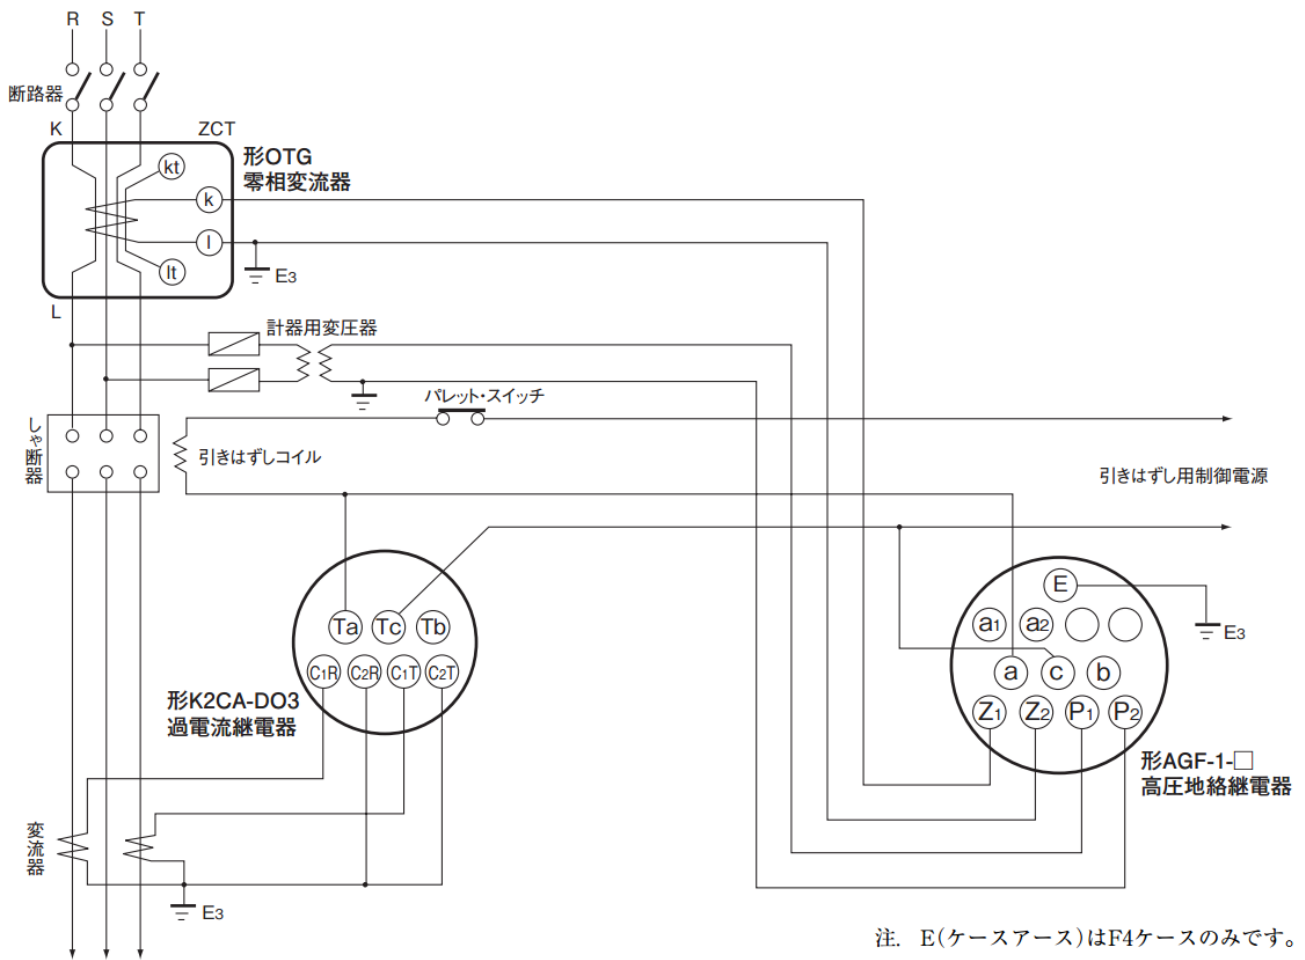 R S T
断路器
K
ZCT
形OTG
零相変流器
kt
k
l
lt
E3
L
計器用変圧器
パレット・スイッチ
しゃ断器
引きはずしコイル
引きはずし用制御電源
Ta Tc Tb
C1R C2R C1T C2T
形K2CA-DO3
過電流継電器
E
E3
a1 a2
a c b
Z1 Z2 P1 P2
形AGF-1-□
高圧地絡継電器
変流器
E3
注. E(ケースアース)はF4ケースのみです。